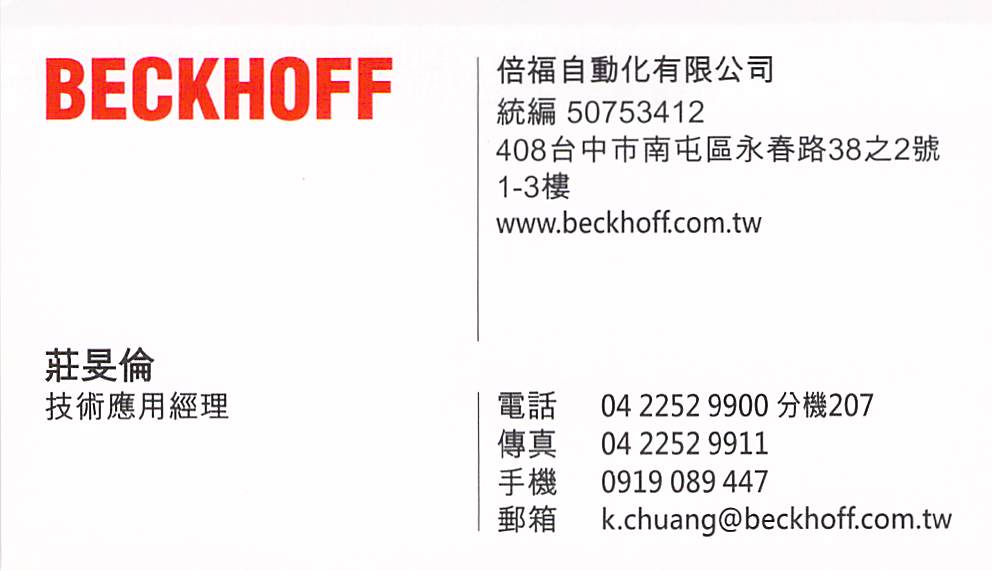 BECKHOFF
倍福自動化有限公司
統編 50753412
408台中市南屯區永春路38之2號
1-3樓
www.beckhoff.com.tw
莊旻倫
技術應用經理
電話 04 2252 9900 分機207
傳真 04 2252 9911
手機 0919 089 447
郵箱 k.chuang@beckhoff.com.tw